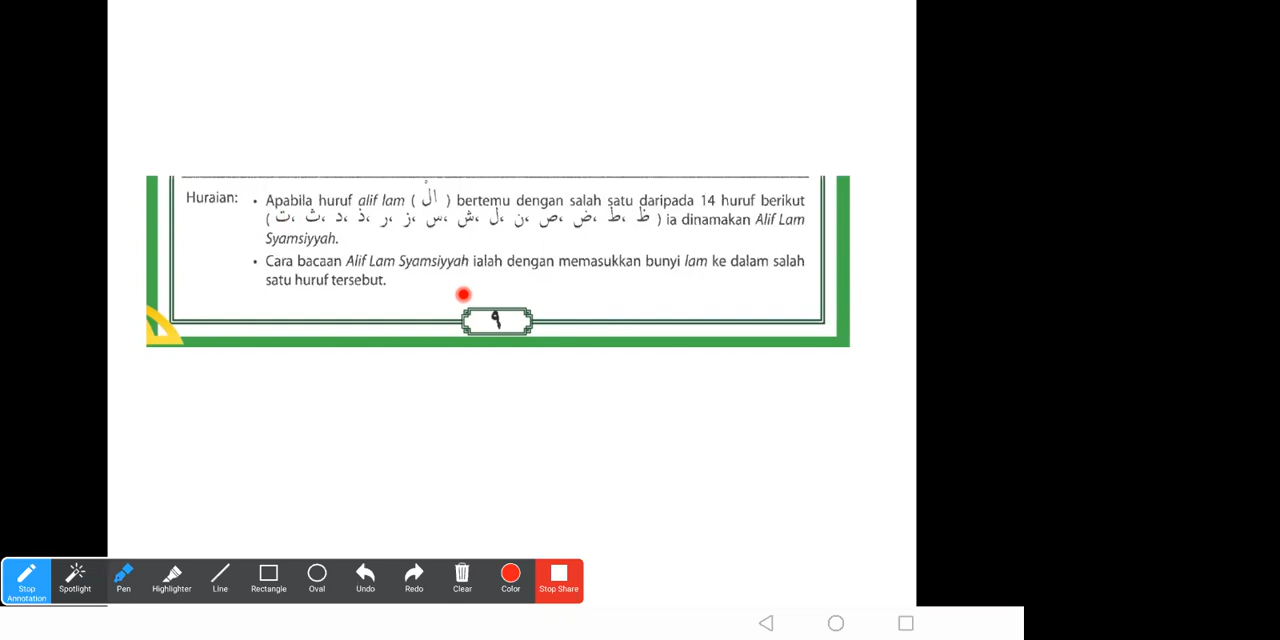 Huraian: • Apabila huruf alif lam ( الْ ) bertemu dengan salah satu daripada 14 huruf berikut
( ت، ث، د، ذ، ر، ز، س، ش، ل، ن، ص، ض، ط، ظ ) ia dinamakan Alif Lam
Syamsiyyah.
• Cara bacaan Alif Lam Syamsiyyah ialah dengan memasukkan bunyi lam ke dalam salah
satu huruf tersebut.
٩
Stop Annotation Spotlight Pen Highlighter Line Rectangle Oval Undo Redo Clear Color Stop Share